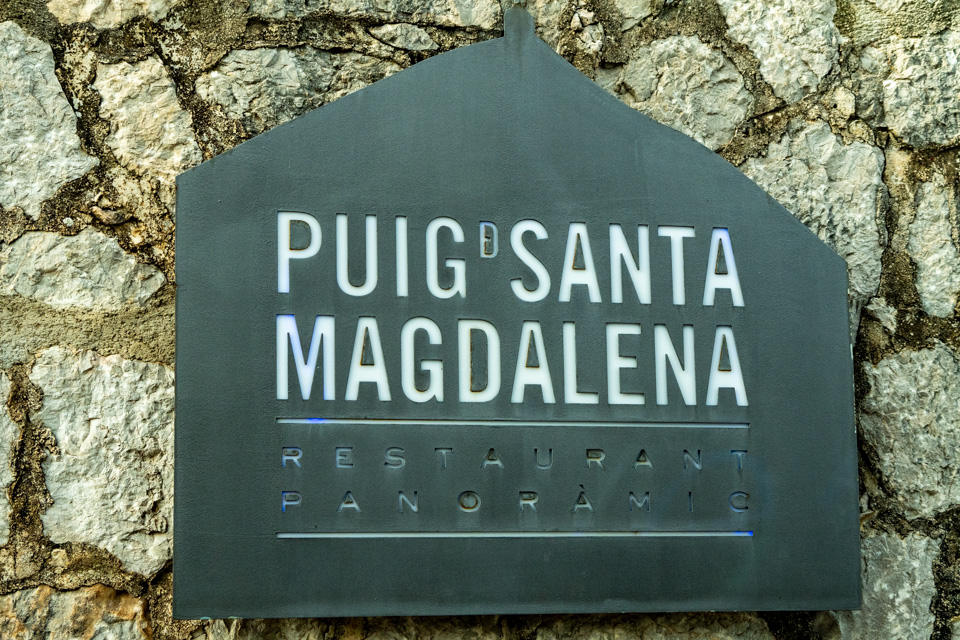 PUIG D SANTA
MAGDALENA
RESTAURANT
PANORÀMIC